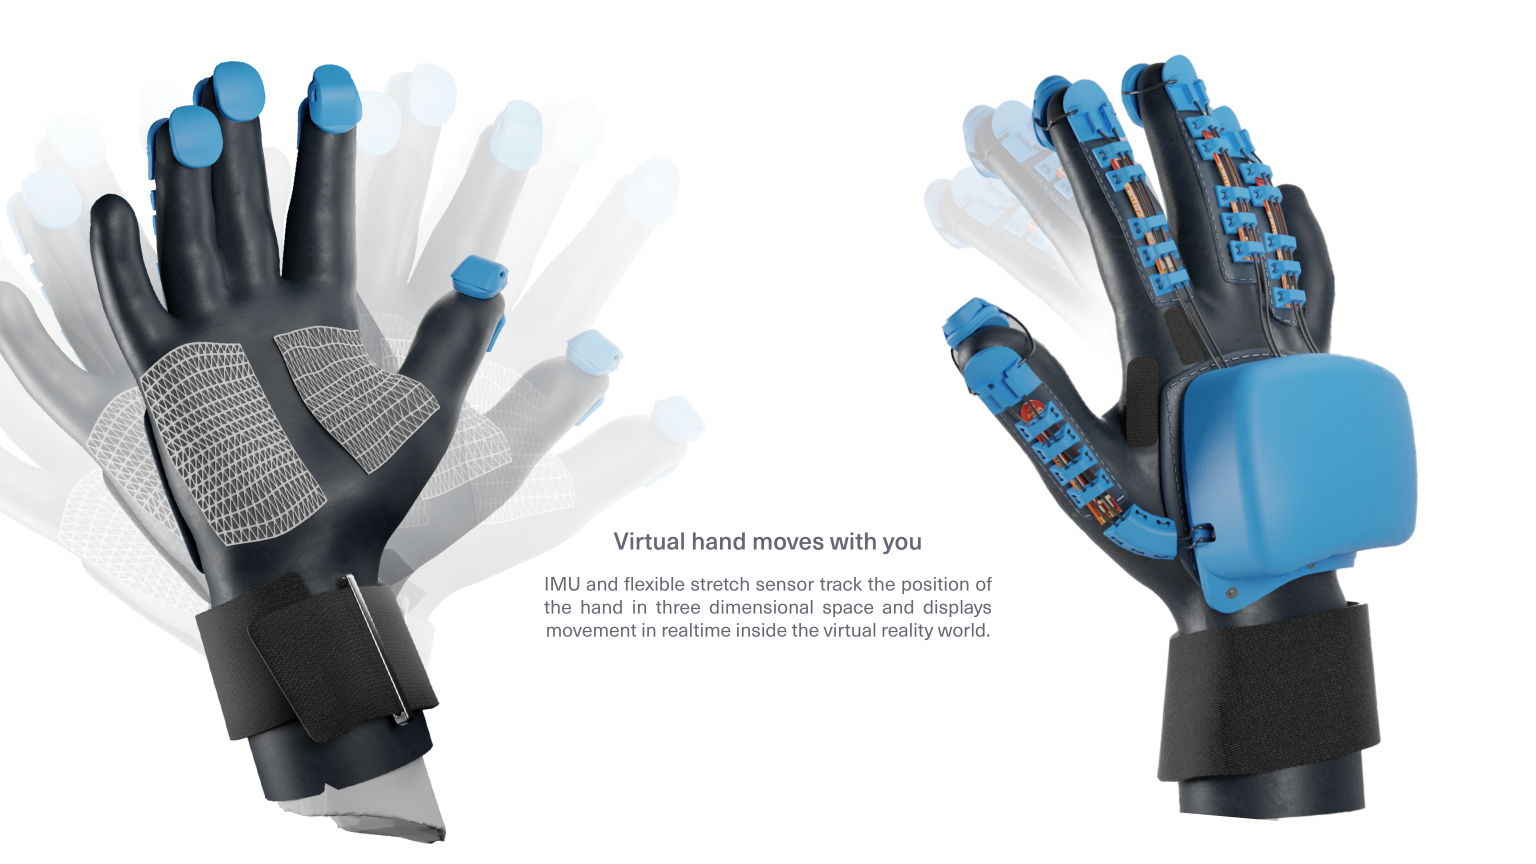 Virtual hand moves with you
IMU and flexible stretch sensor track the position of
the hand in three dimensional space and displays
movement in realtime inside the virtual reality world.